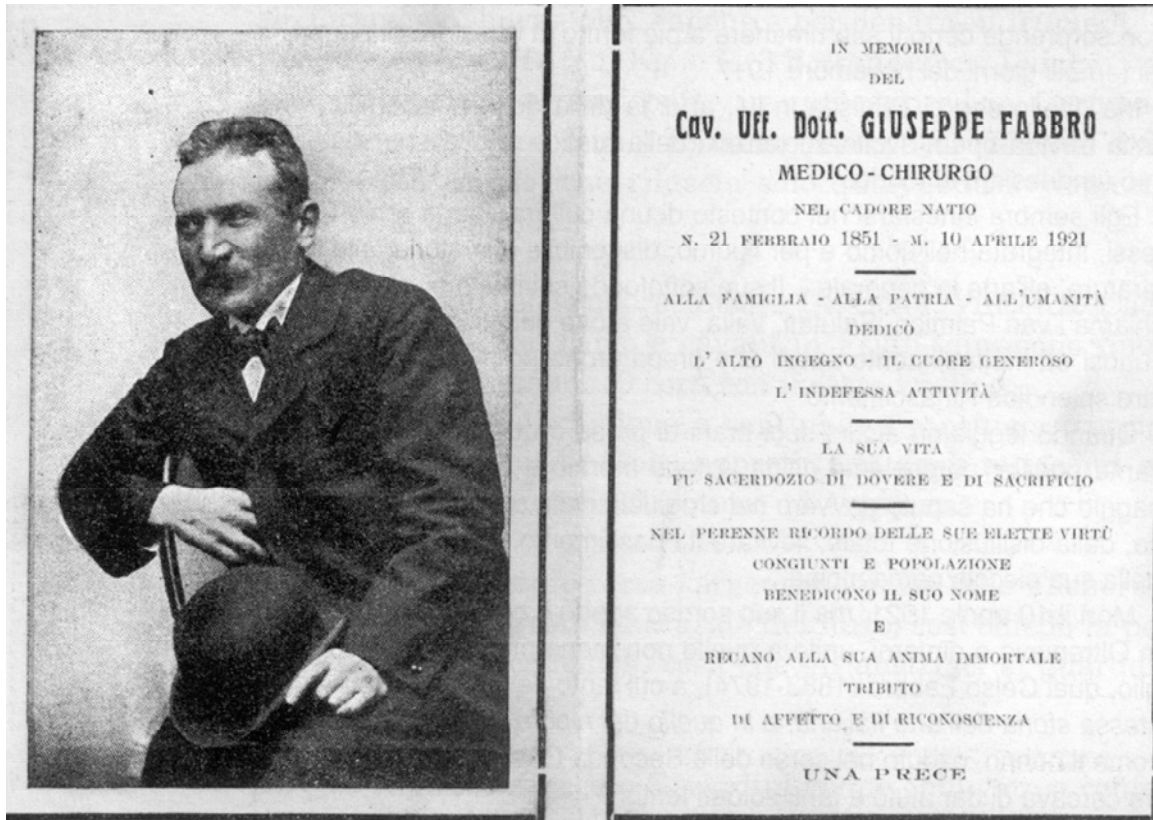 IN MEMORIA
DEL
Cav. Uff. Dott. GIUSEPPE FABBRO
MEDICO-CHIRURGO
NEL CADORE NATIO
N. 21 FEBBRAIO 1851 - M. 10 APRILE 1921
ALLA FAMIGLIA - ALLA PATRIA - ALL'UMANITÀ
DEDICÒ
L'ALTO INGEGNO - IL CUORE GENEROSO
L'INDEFESSA ATTIVITÀ
LA SUA VITA
FU SACERDOZIO DI DOVERE E DI SACRIFICIO
NEL PERENNE RICORDO DELLE SUE ELETTE VIRTÙ
CONGIUNTI E POPOLAZIONE
BENEDICONO IL SUO NOME
E
RECANO ALLA SUA ANIMA IMMORTALE
TRIBUTO
DI AFFETTO E DI RICONOSCENZA
UNA PRECE